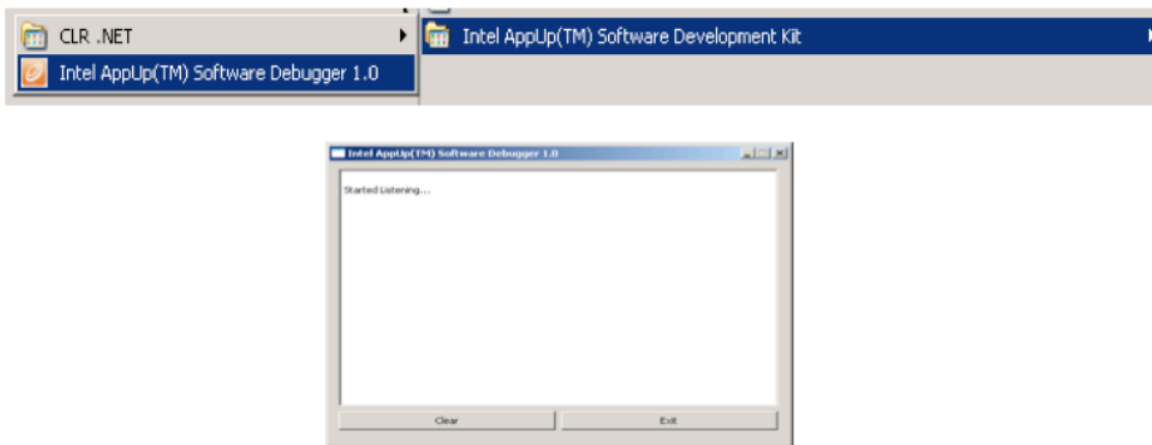 CLR .NET
Intel AppUp(TM) Software Development Kit
Intel AppUp(TM) Software Debugger 1.0
Intel AppUp(TM) Software Debugger 1.0
Started Listening...
Clear
Exit